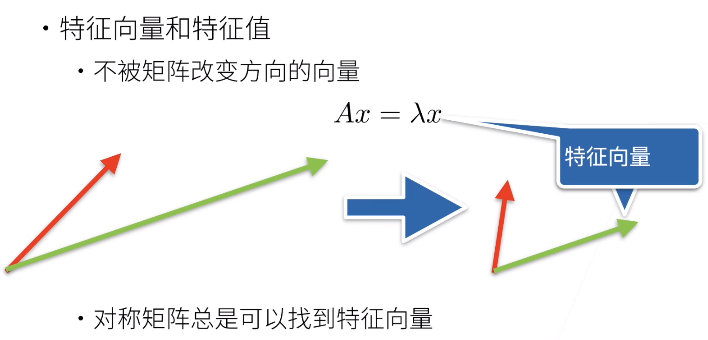 • 特征向量和特征值
• 不被矩阵改变方向的向量
Ax = λx
特征向量
• 对称矩阵总是可以找到特征向量